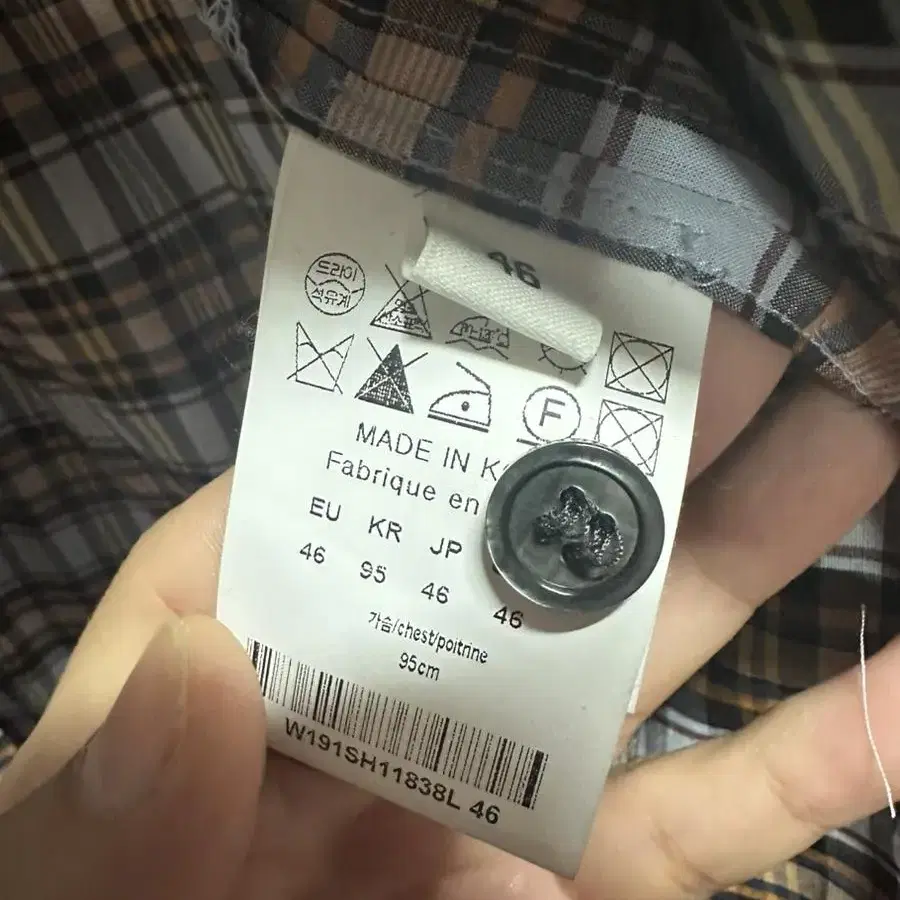 46
드라이
석유계
F
MADE IN K
Fabrique en
EU KR JP
46 95 46 46
가슴/chest/poitrine
95cm
W191SH11838L 46